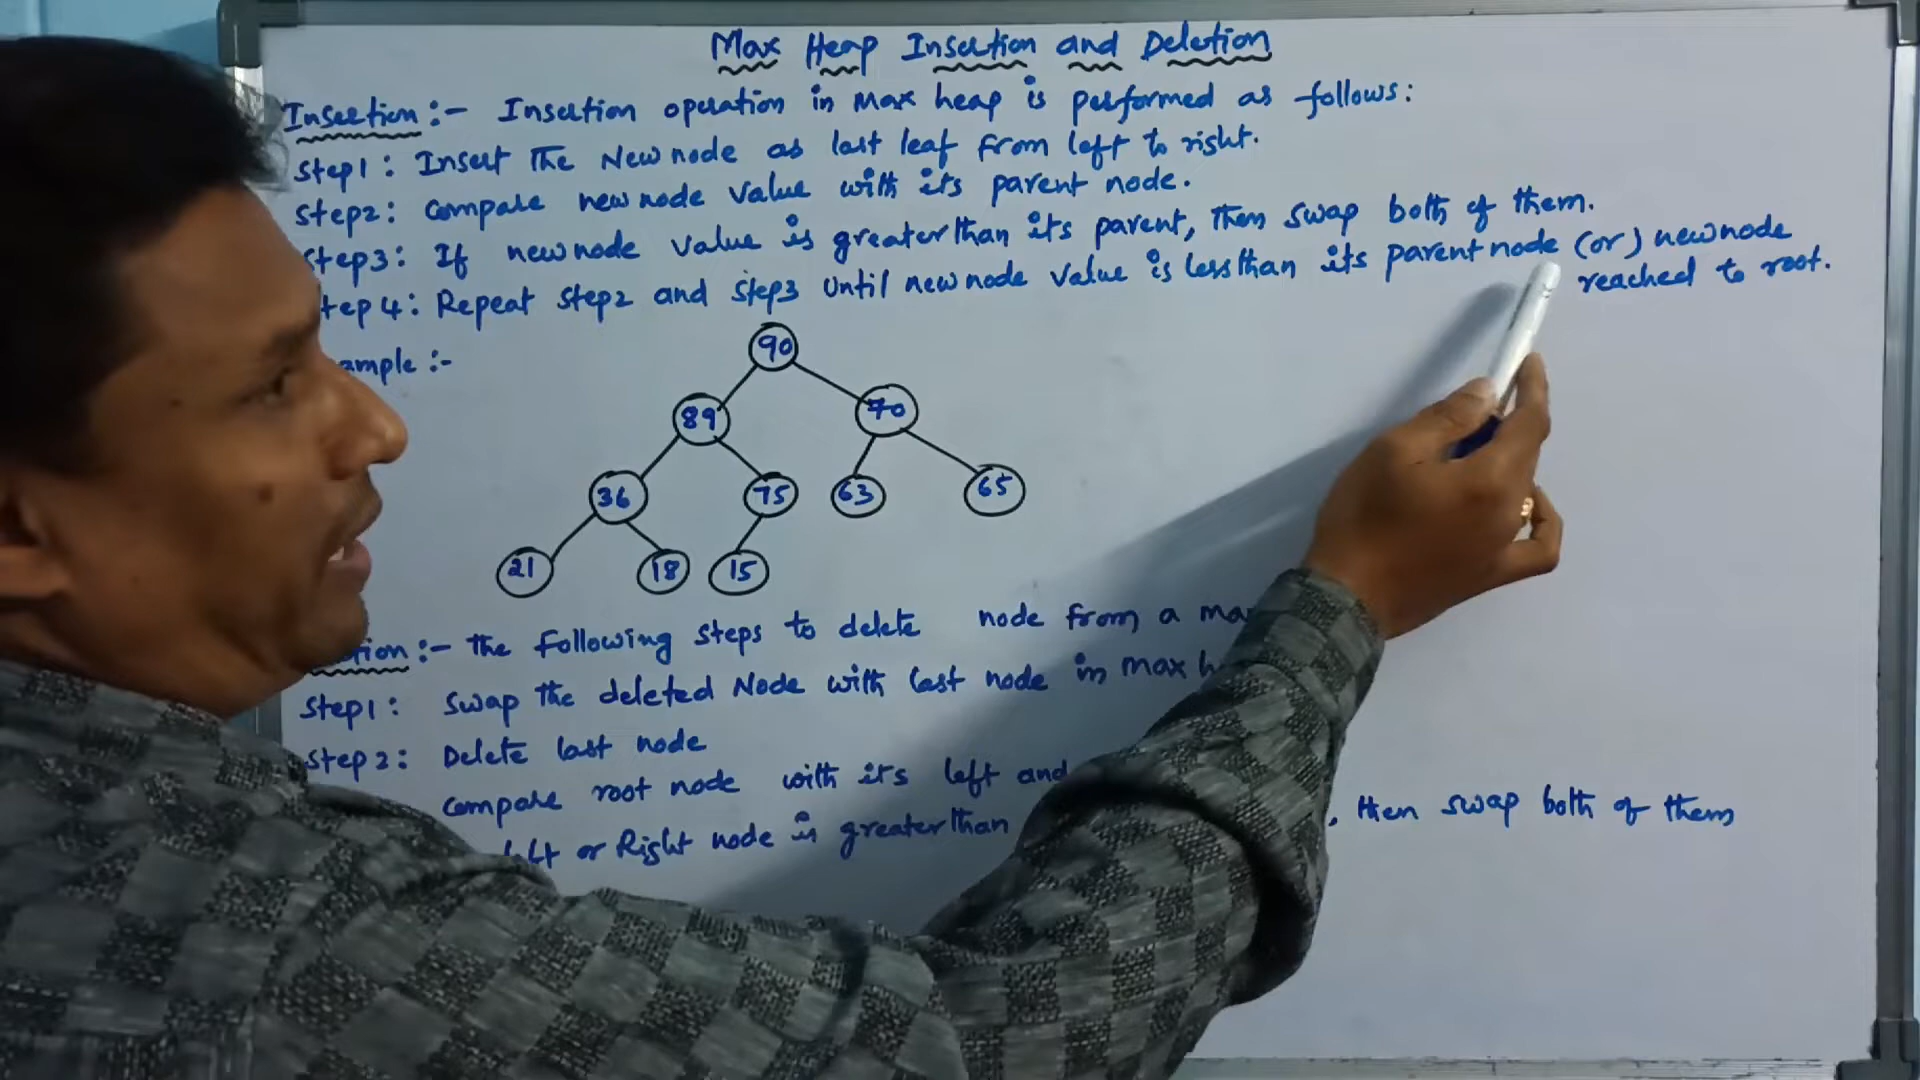 Max Heap Insertion and Deletion
Insertion :- Insertion operation in Max heap is performed as follows:
Step1: Insert The New node as last leaf from left to right.
Step2: Compare new node value with its parent node.
Step3: If new node value is greater than its parent, then swap both of them.
tep 4: Repeat step2 and step3 until new node value is less than its parent node (or) new node
reached to root.
ample :-
90
89 70
36 75 63 65
21 18 15
tion :- The following steps to delete node from a ma
Step1: Swap the deleted Node with last node in max h
Step2: Delete last node
Compare root node with its left and
left or Right node is greater than , then swap both of them